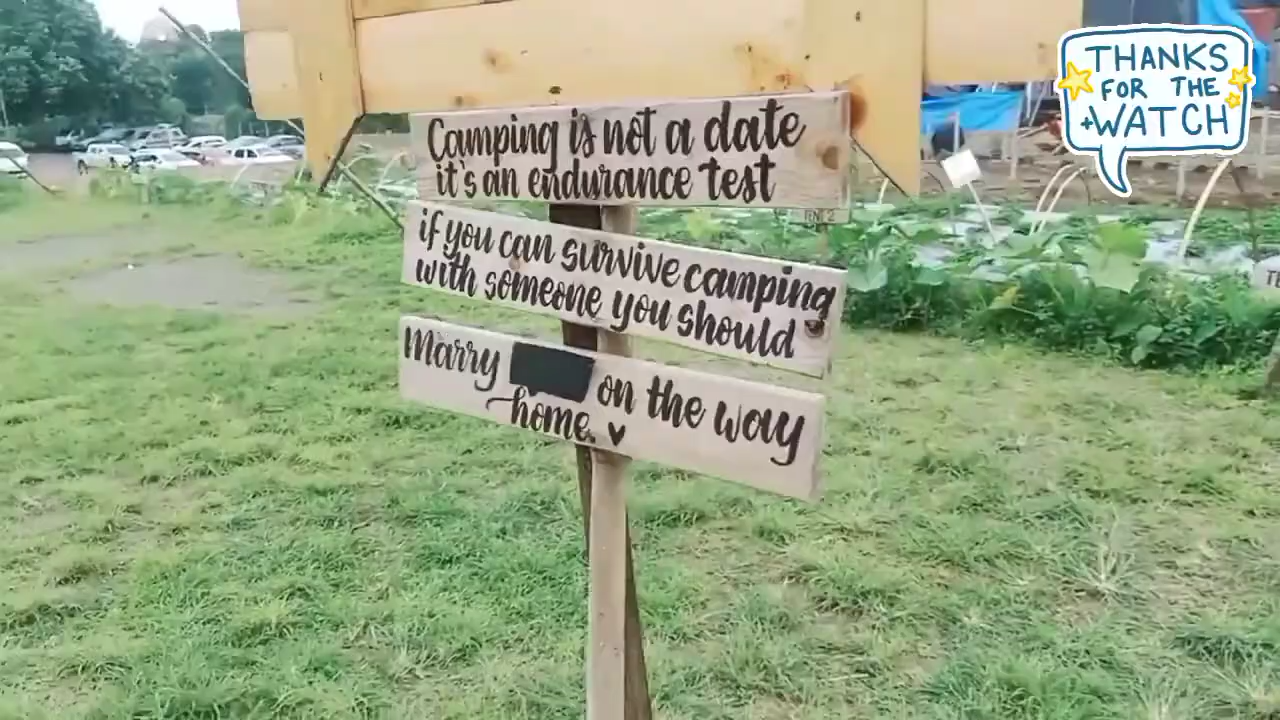 Camping is not a date
it's an endurance test
if you can survive camping
with someone you should
Marry on the way
home.
THANKS
FOR THE
WATCH